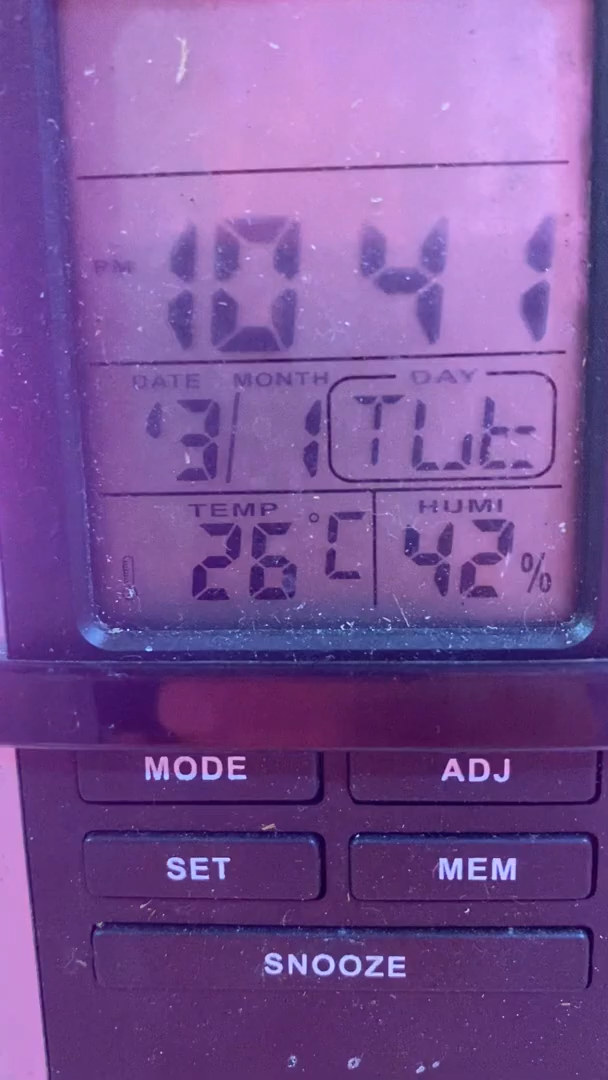 PM 10 41
DATE MONTH DAY
3/ 1 TUE
TEMP HUMI
26 °C 42 %
MODE ADJ
SET MEM
SNOOZE